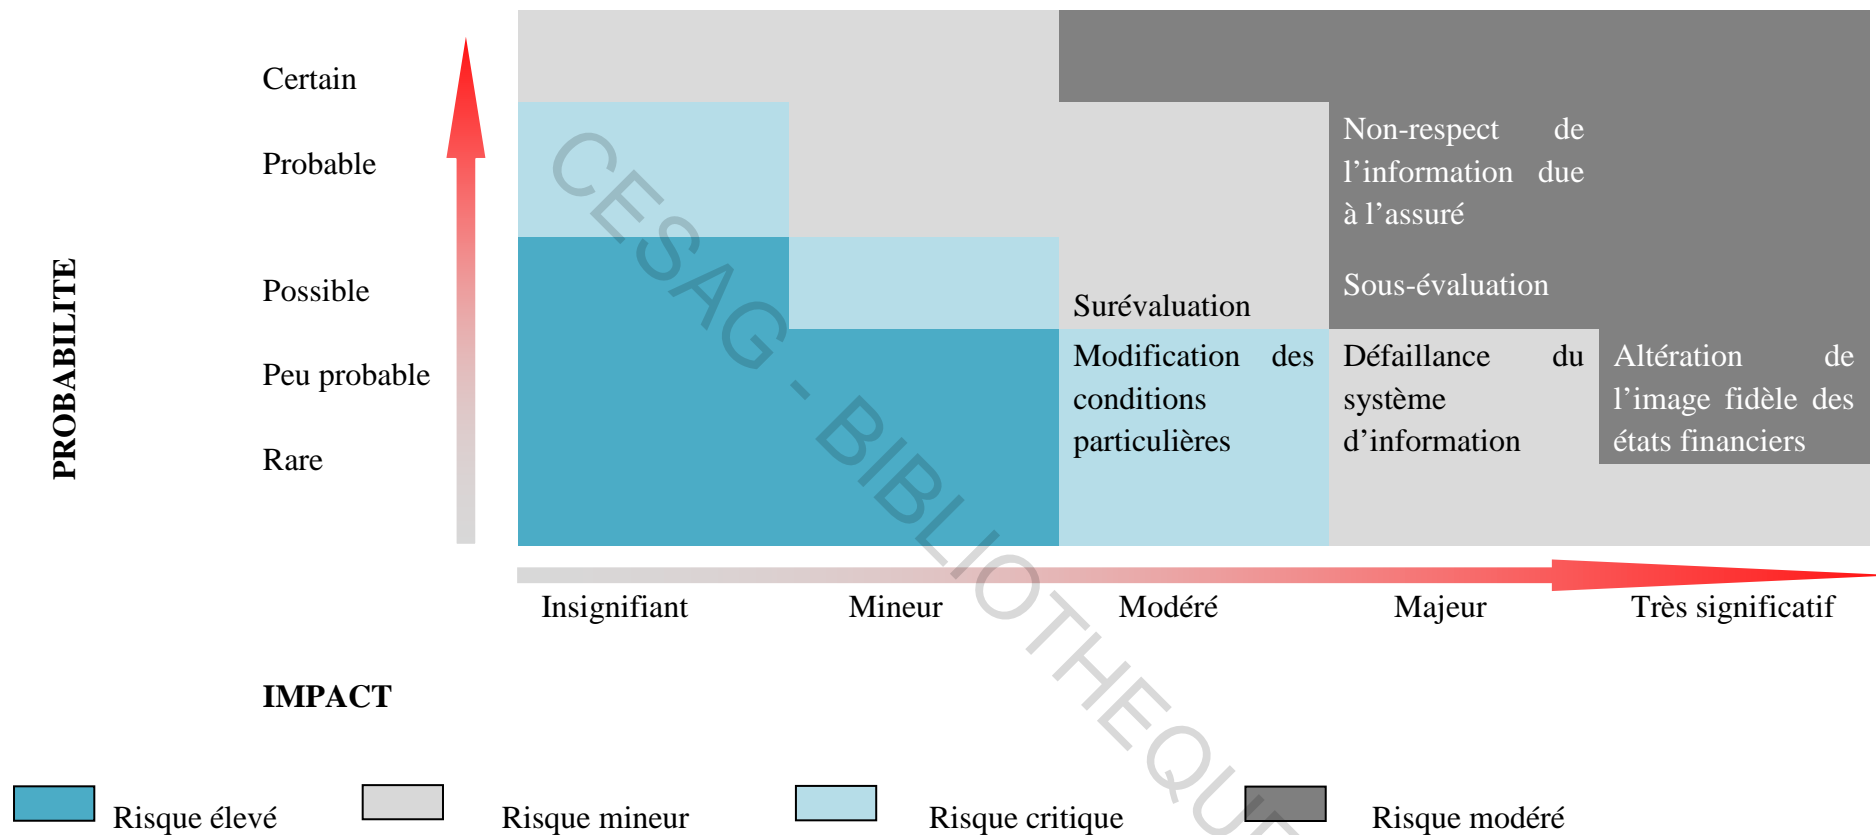 Certain
Probable
Possible
Peu probable
Rare
PROBABILITE
Non-respect de
l’information due
à l’assuré
Sous-évaluation
Surévaluation
Modification des
conditions
particulières
Défaillance du
système
d’information
Altération de
l’image fidèle des
états financiers
Insignifiant
Mineur
Modéré
Majeur
Très significatif
IMPACT
Risque élevé
Risque mineur
Risque critique
Risque modéré
CESAG - BIBLIOTHEQUE